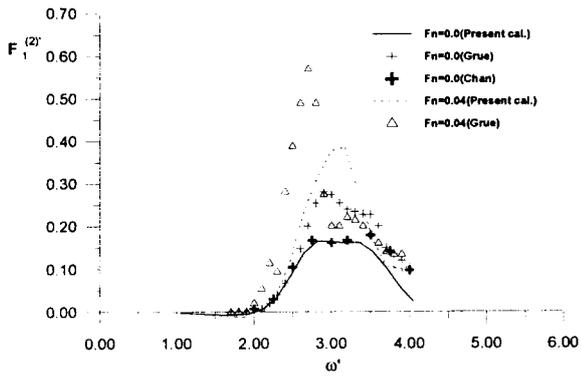 0.70
F 1 (2)'
0.60
0.50
0.40
0.30
0.20
0.10
0.00
Fn=0.0(Present cal.)
Fn=0.0(Grue)
Fn=0.0(Chan)
Fn=0.04(Present cal.)
Fn=0.04(Grue)
0.00 1.00 2.00 3.00 4.00 5.00 6.00
ω'